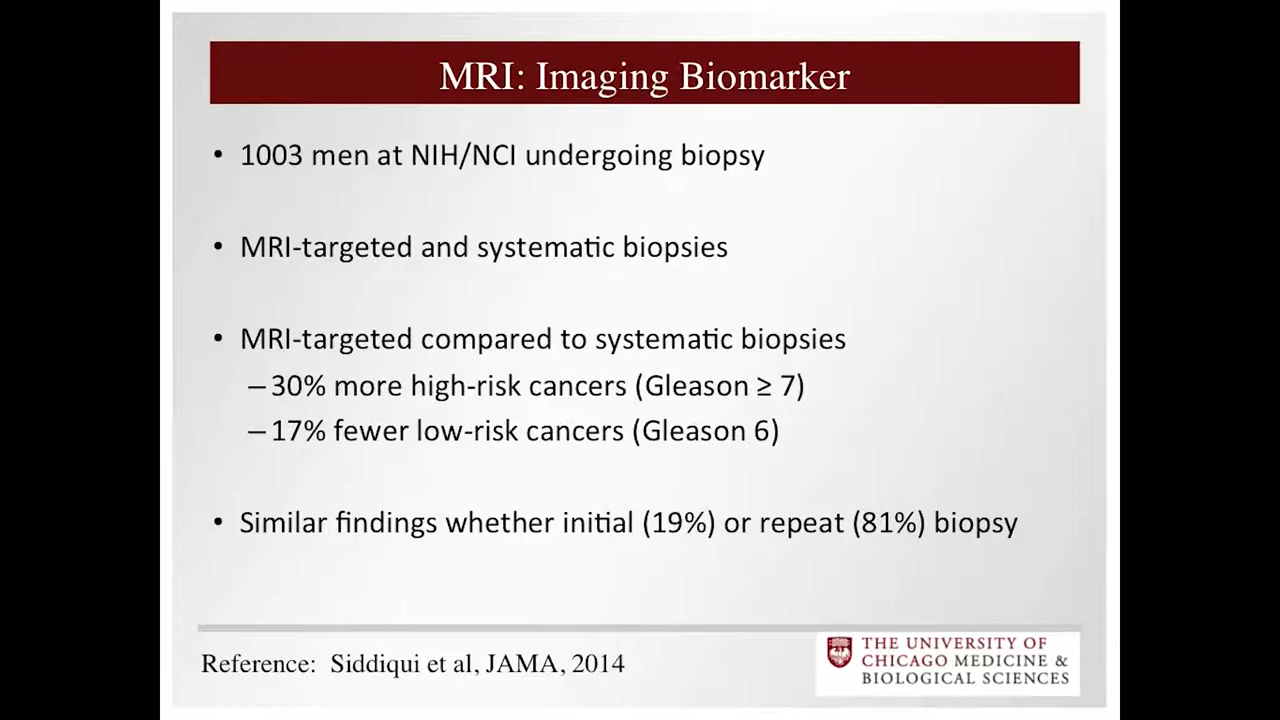 MRI: Imaging Biomarker
• 1003 men at NIH/NCI undergoing biopsy
• MRI-targeted and systematic biopsies
• MRI-targeted compared to systematic biopsies
–30% more high-risk cancers (Gleason ≥ 7)
–17% fewer low-risk cancers (Gleason 6)
• Similar findings whether initial (19%) or repeat (81%) biopsy
Reference: Siddiqui et al, JAMA, 2014
THE UNIVERSITY OF
CHICAGO MEDICINE &
BIOLOGICAL SCIENCES